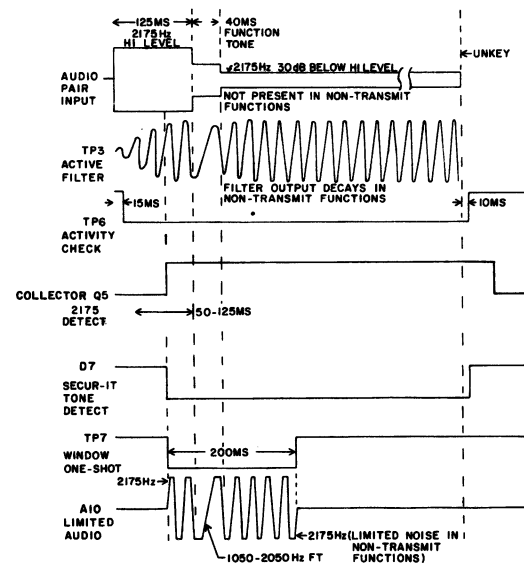 125MS
2175Hz
HI LEVEL
40MS
FUNCTION
TONE
UNKEY
2175Hz 30dB BELOW HI LEVEL
AUDIO
PAIR
INPUT
NOT PRESENT IN NON-TRANSMIT
FUNCTIONS
TP3
ACTIVE
FILTER
FILTER OUTPUT DECAYS IN
NON-TRANSMIT FUNCTIONS
15MS
10MS
TP6
ACTIVITY
CHECK
COLLECTOR Q5
2175
DETECT
50-125MS
D7
SECUR-IT
TONE
DETECT
TP7
WINDOW
ONE-SHOT
200MS
2175Hz
A10
LIMITED
AUDIO
2175Hz (LIMITED NOISE IN
NON-TRANSMIT
FUNCTIONS)
1050-2050Hz FT